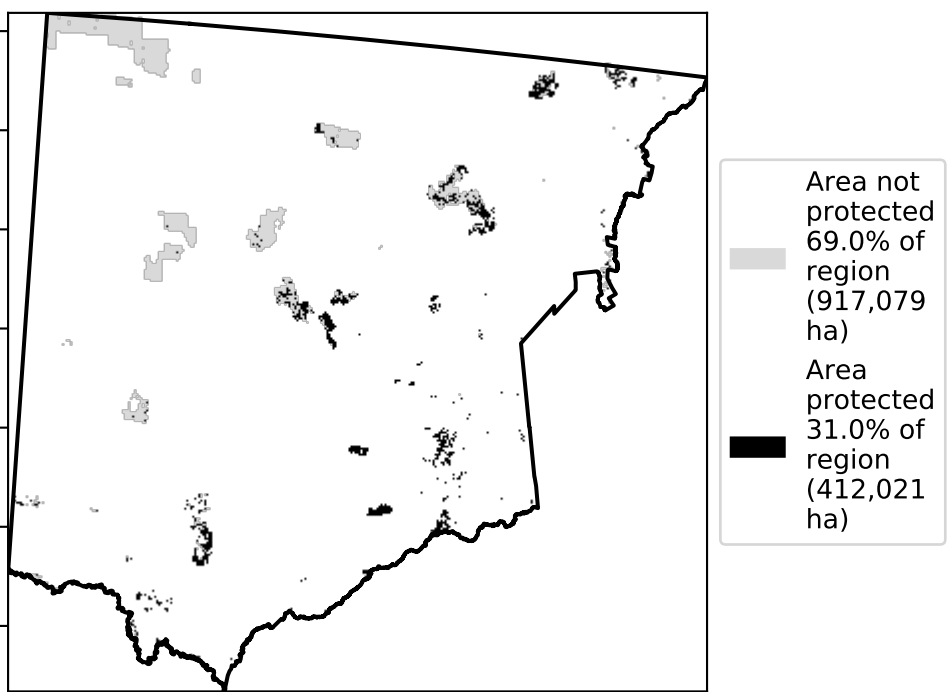 Area not
protected
69.0% of
region
(917,079
ha)
Area
protected
31.0% of
region
(412,021
ha)